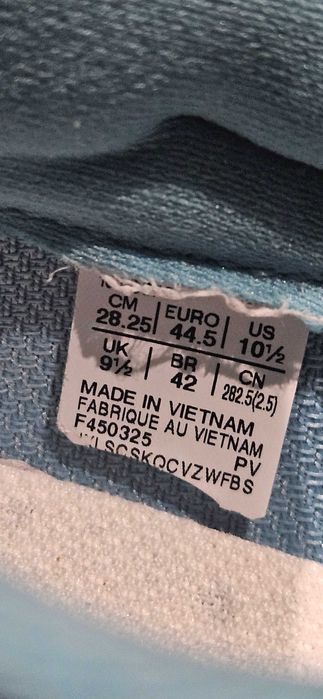 CM EURO US
28.25 44.5 10½
UK BR CN
9½ 42 282.5(2.5)
MADE IN VIETNAM
FABRIQUE AU VIETNAM
F450325 PV